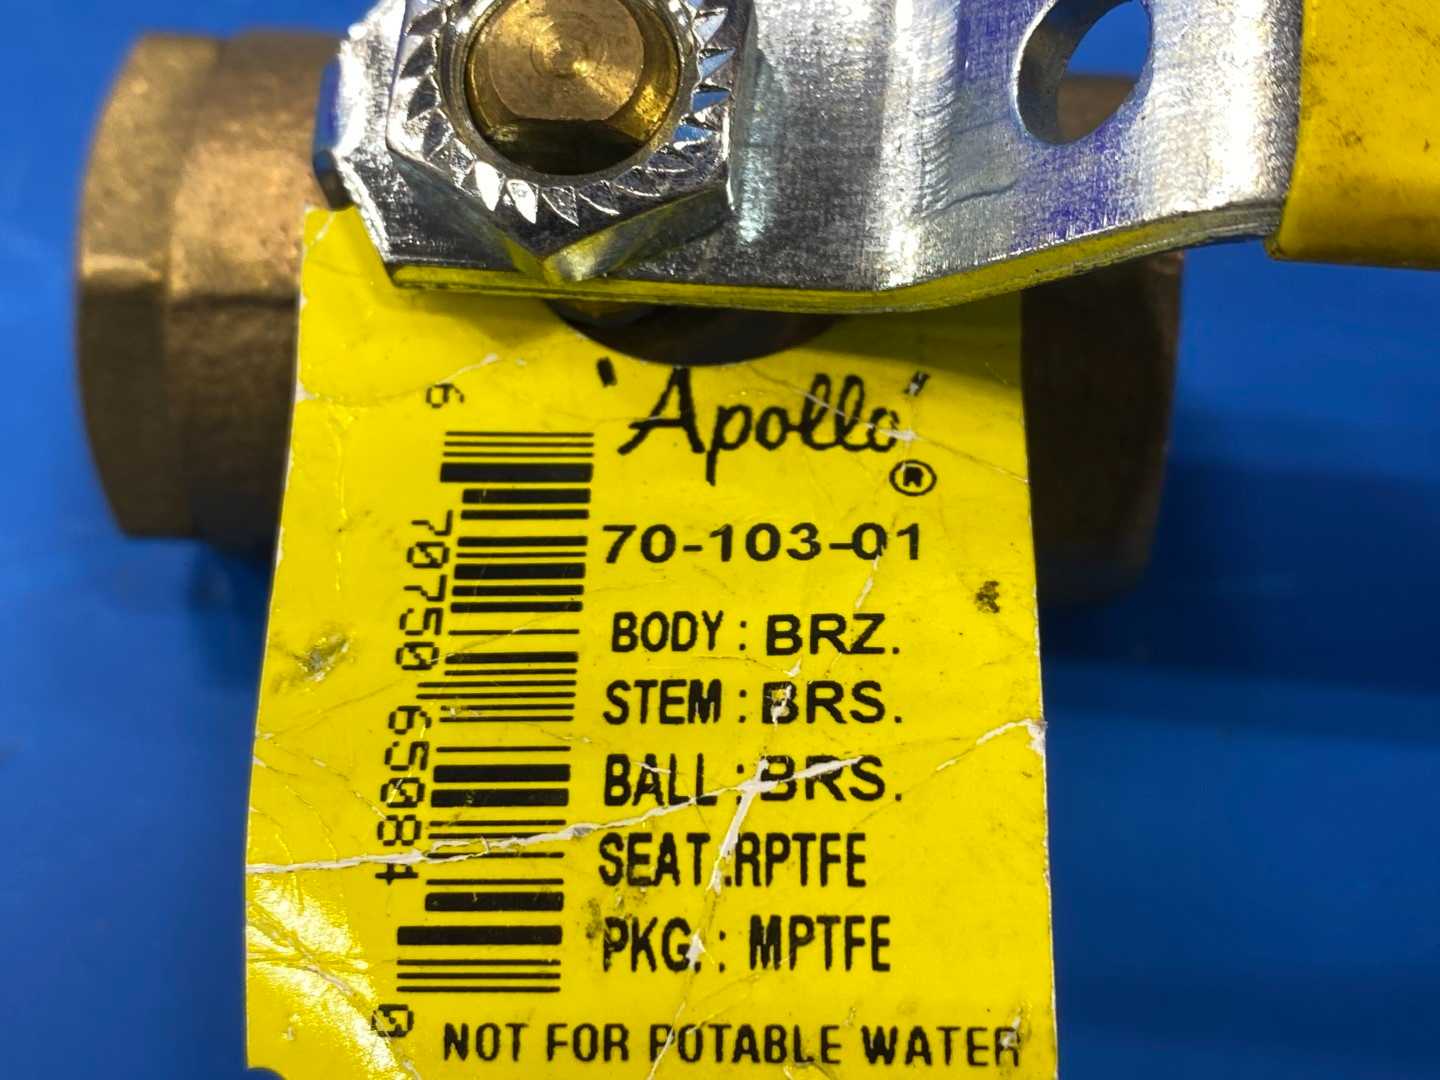 "Apollo"®
70-103-01
BODY : BRZ.
STEM : BRS.
BALL : BRS.
SEAT :RPTFE
PKG. : MPTFE
NOT FOR POTABLE WATER
6 70750 65084 0